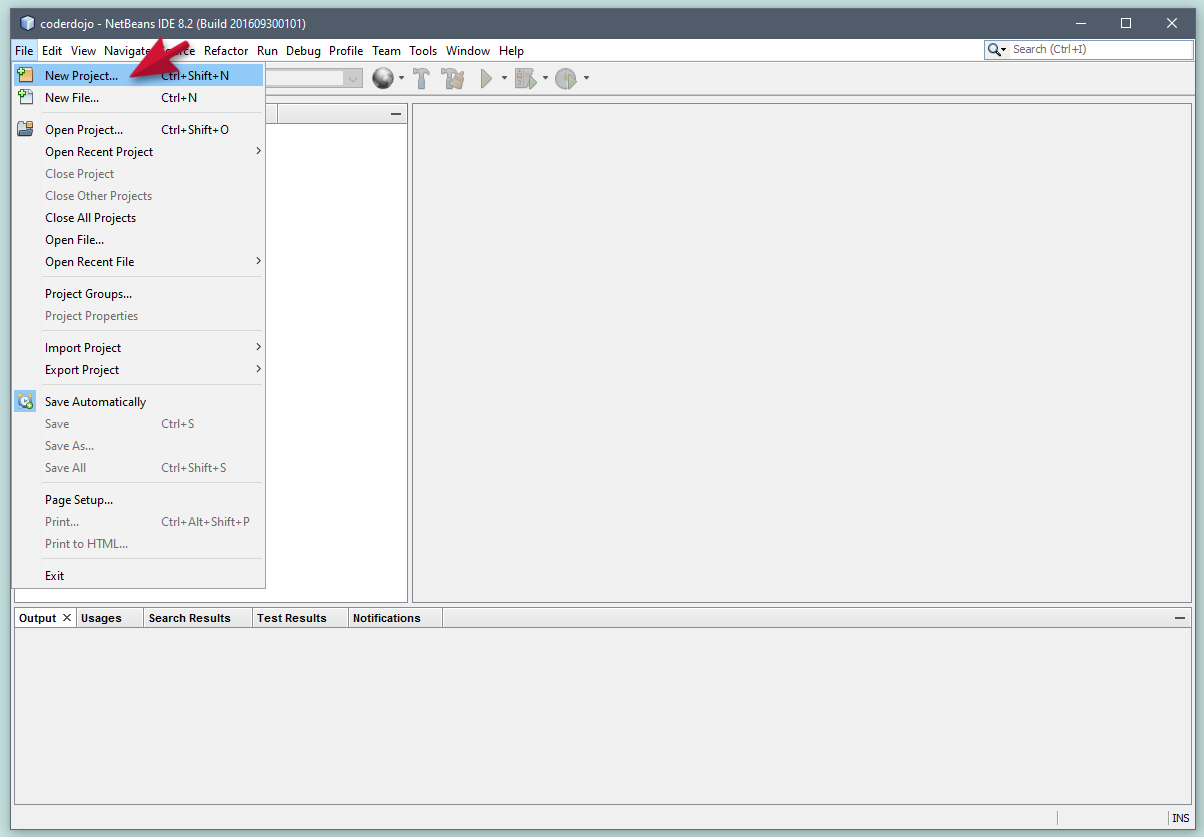 coderdojo - NetBeans IDE 8.2 (Build 201609300101)
File Edit View Navigate Refactor Run Debug Profile Team Tools Window Help Search (Ctrl+I)
New Project... Ctrl+Shift+N
New File... Ctrl+N
Open Project... Ctrl+Shift+O
Open Recent Project
Close Project
Close Other Projects
Close All Projects
Open File...
Open Recent File
Project Groups...
Project Properties
Import Project
Export Project
Save Automatically
Save Ctrl+S
Save As...
Save All Ctrl+Shift+S
Page Setup...
Print... Ctrl+Alt+Shift+P
Print to HTML...
Exit
Output Usages Search Results Test Results Notifications
INS